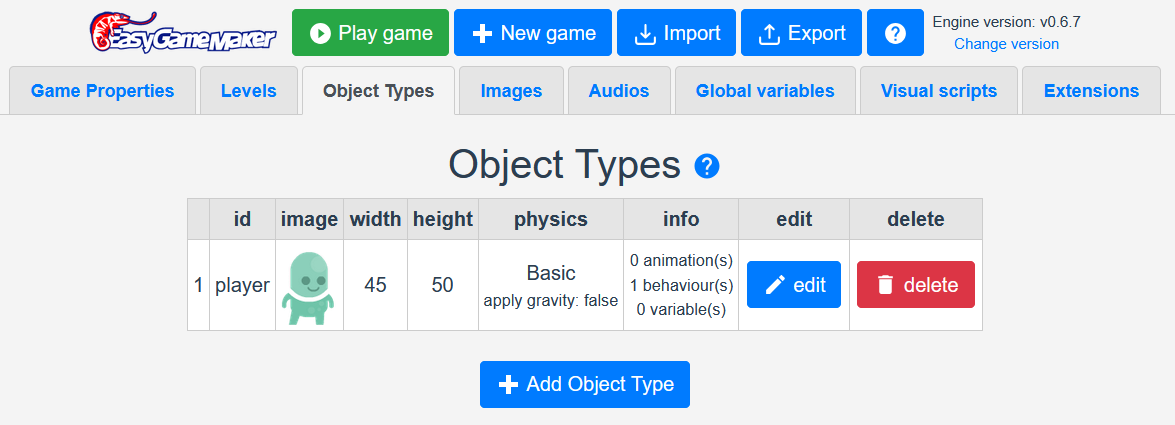 EasyGameMaker
Play game
New game
Import
Export
?
Engine version: v0.6.7
Change version
Game Properties
Levels
Object Types
Images
Audios
Global variables
Visual scripts
Extensions
Object Types ?
id image width height physics info edit delete
1 player 45 50 Basic
apply gravity: false
0 animation(s)
1 behaviour(s)
0 variable(s)
edit
delete
Add Object Type